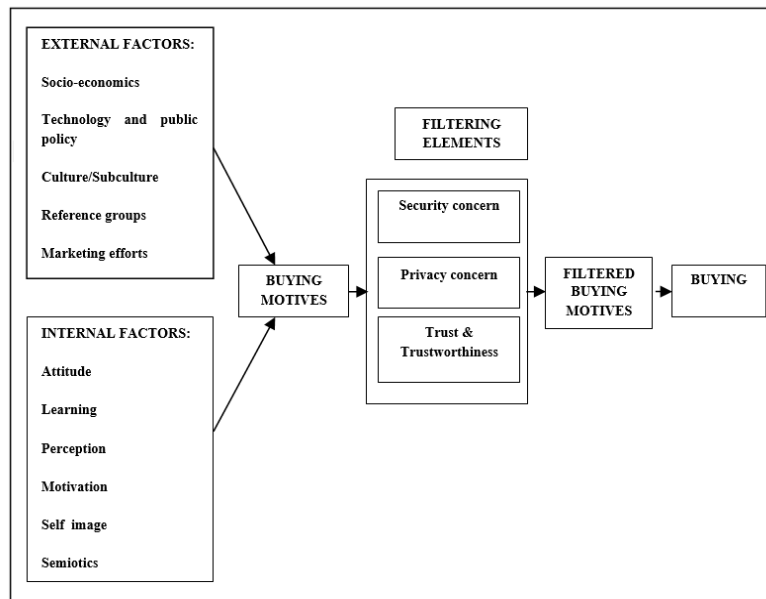 EXTERNAL FACTORS:
Socio-economics
Technology and public
policy
Culture/Subculture
Reference groups
Marketing efforts
INTERNAL FACTORS:
Attitude
Learning
Perception
Motivation
Self image
Semiotics
BUYING
MOTIVES
FILTERING
ELEMENTS
Security concern
Privacy concern
Trust &
Trustworthiness
FILTERED
BUYING
MOTIVES
BUYING